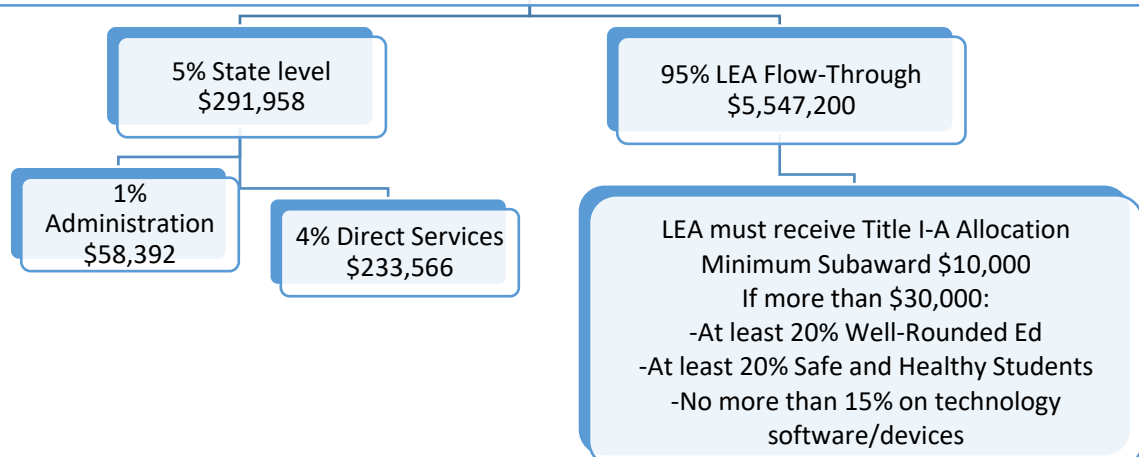 5% State level
$291,958
95% LEA Flow-Through
$5,547,200
1%
Administration
$58,392
4% Direct Services
$233,566
LEA must receive Title I-A Allocation
Minimum Subaward $10,000
If more than $30,000:
-At least 20% Well-Rounded Ed
-At least 20% Safe and Healthy Students
-No more than 15% on technology
software/devices